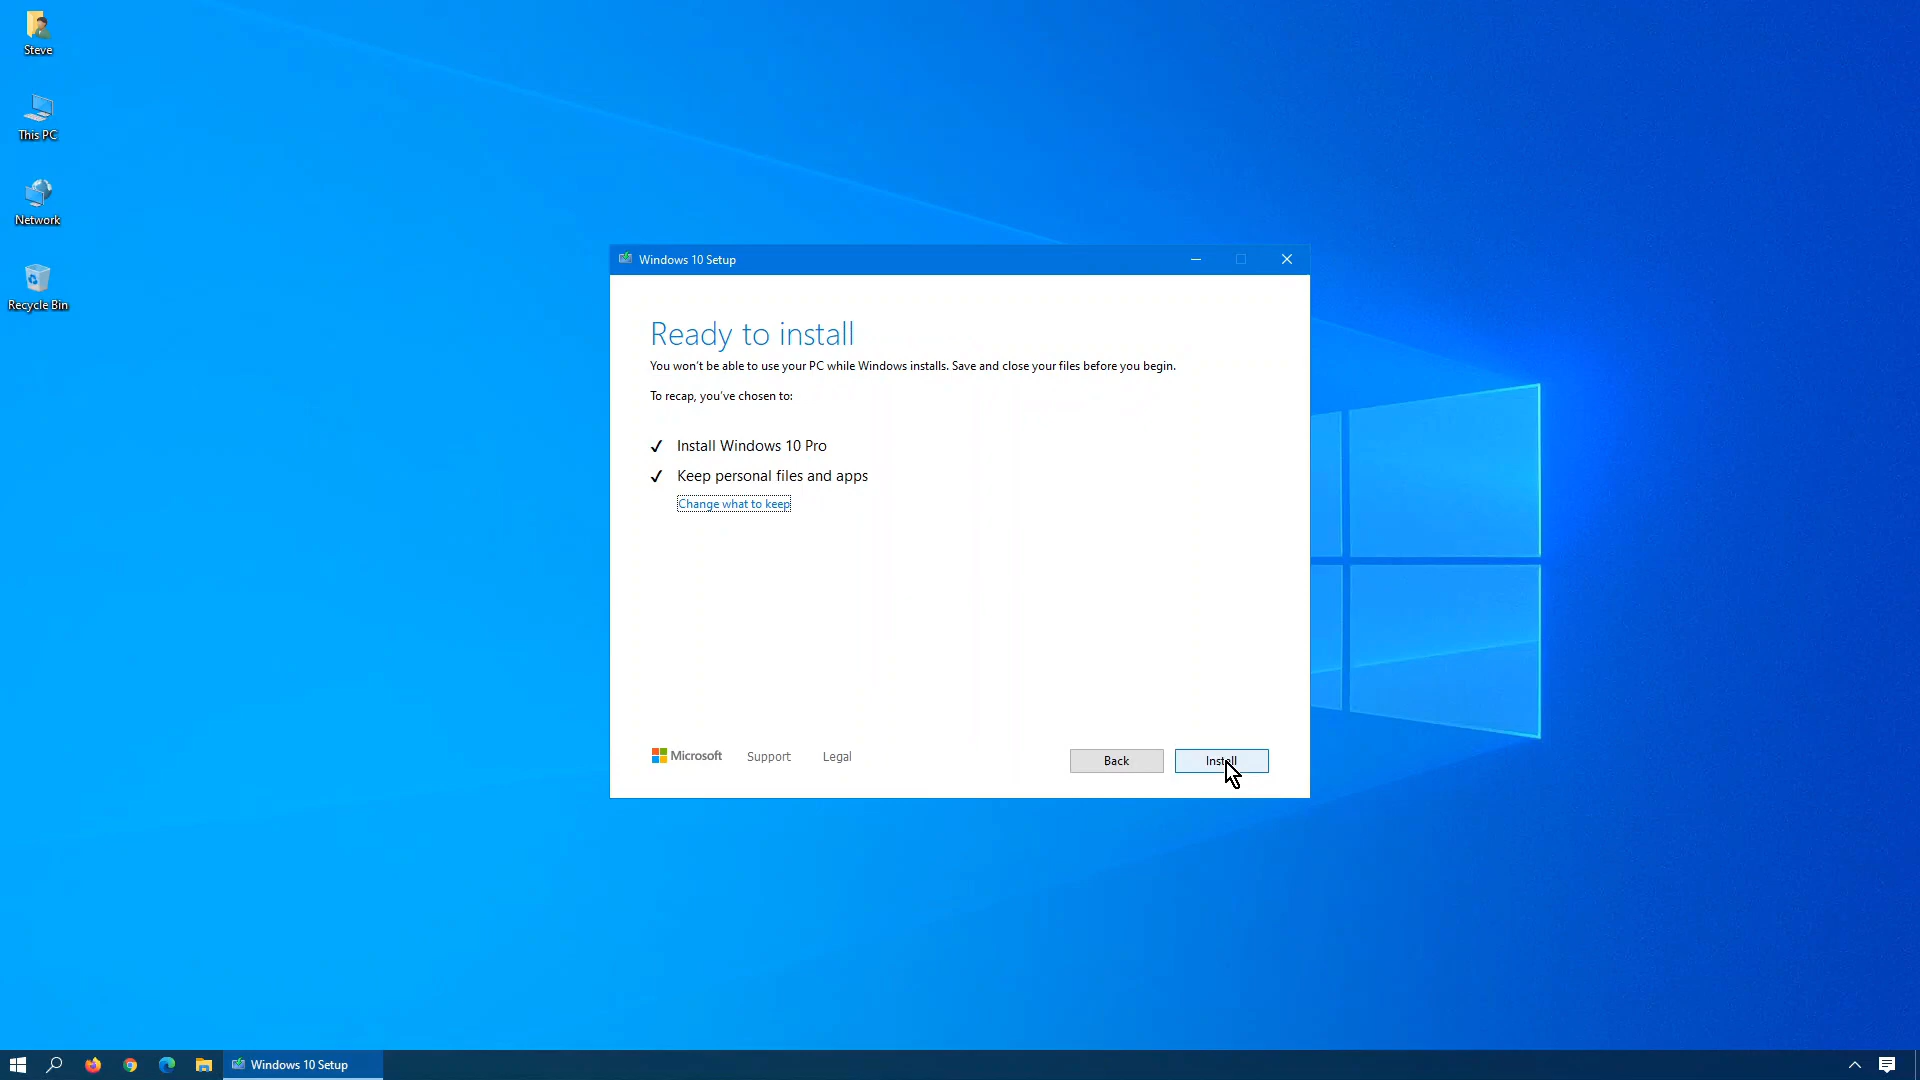 Steve
This PC
Network
Recycle Bin
Windows 10 Setup
Ready to install
You won't be able to use your PC while Windows installs. Save and close your files before you begin.
To recap, you've chosen to:
Install Windows 10 Pro
Keep personal files and apps
Change what to keep
Microsoft Support Legal Back Install
Windows 10 Setup